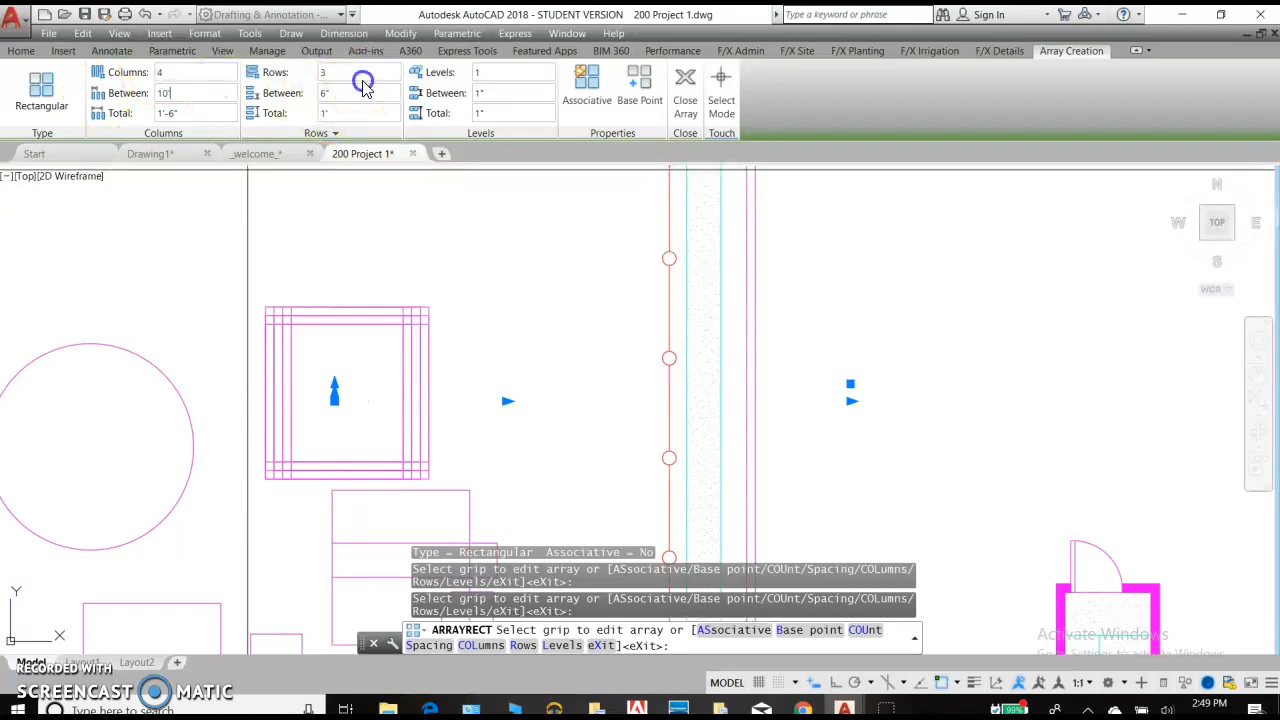 Drafting & Annotation -...
Autodesk AutoCAD 2018 - STUDENT VERSION
200 Project 1.dwg
Type a keyword or phrase
Sign In
File
Edit
View
Insert
Format
Tools
Draw
Dimension
Modify
Parametric
Express
Window
Help
Home
Insert
Annotate
Parametric
View
Manage
Output
Add-ins
A360
Express Tools
Featured Apps
BIM 360
Performance
F/X Admin
F/X Site
F/X Planting
F/X Irrigation
F/X Details
Array Creation
Columns: 4
Rows: 3
Levels: 1
Between: 10'
Between: 6"
Between: 1"
Total: 1'-6"
Total: 1'
Total: 1"
Rectangular
Associative
Base Point
Close
Array
Select
Mode
Type
Columns
Rows
Levels
Properties
Close
Touch
Start
Drawing1*
_welcome_*
200 Project 1*
[−][Top][2D Wireframe]
N
W
TOP
E
S
WCS
Type = Rectangular Associative = No
Select grip to edit array or [ASsociative/Base point/COUnt/Spacing/COLumns/
Rows/Levels/eXit]<eXit>:
Select grip to edit array or [ASsociative/Base point/COUnt/Spacing/COLumns/
Rows/Levels/eXit]<eXit>:
ARRAYRECT Select grip to edit array or [ASsociative Base point COUnt
Spacing COLumns Rows Levels eXit]<eXit>:
Y
X
Activate Windows
Model
Layout1
Layout2
RECORDED WITH
SCREENCAST MATIC
MODEL
1:1
Type here to search
99%
2:49 PM